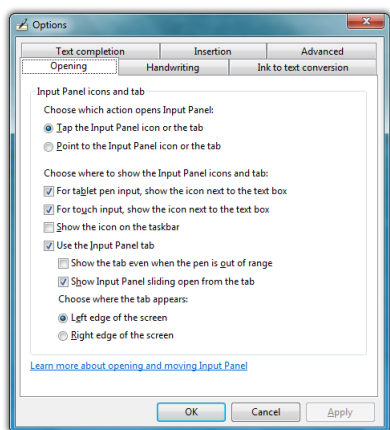 Options
Text completion Insertion Advanced
Opening Handwriting Ink to text conversion
Input Panel icons and tab
Choose which action opens Input Panel:
Tap the Input Panel icon or the tab
Point to the Input Panel icon or the tab
Choose where to show the Input Panel icons and tab:
For tablet pen input, show the icon next to the text box
For touch input, show the icon next to the text box
Show the icon on the taskbar
Use the Input Panel tab
Show the tab even when the pen is out of range
Show Input Panel sliding open from the tab
Choose where the tab appears:
Left edge of the screen
Right edge of the screen
Learn more about opening and moving Input Panel
OK Cancel Apply